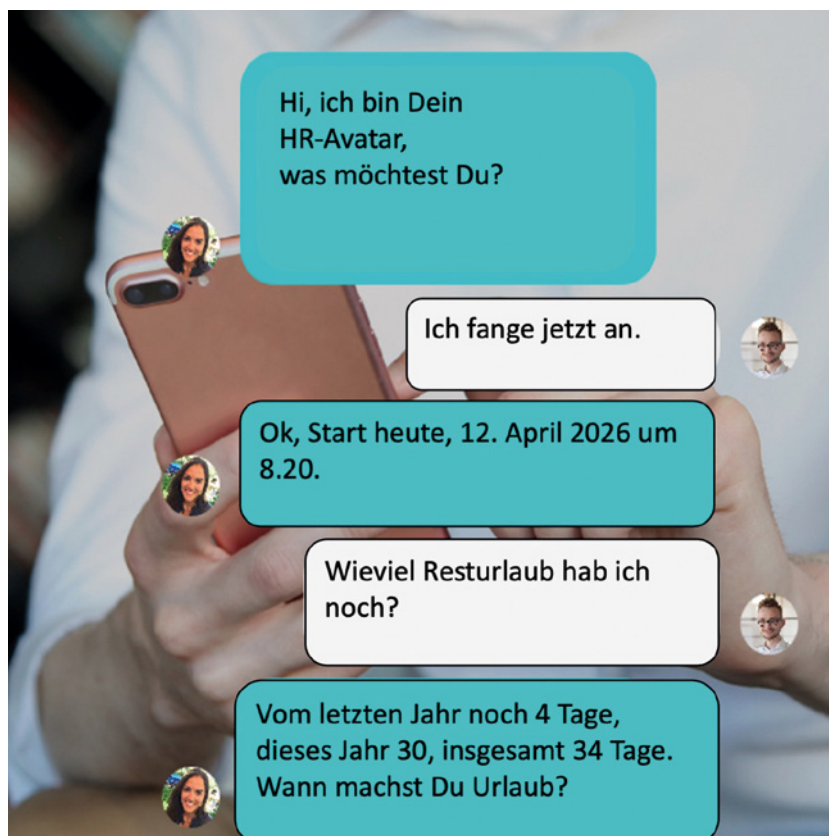 Hi, ich bin Dein
HR-Avatar,
was möchtest Du?
Ich fange jetzt an.
Ok, Start heute, 12. April 2026 um
8.20.
Wieviel Resturlaub hab ich
noch?
Vom letzten Jahr noch 4 Tage,
dieses Jahr 30, insgesamt 34 Tage.
Wann machst Du Urlaub?